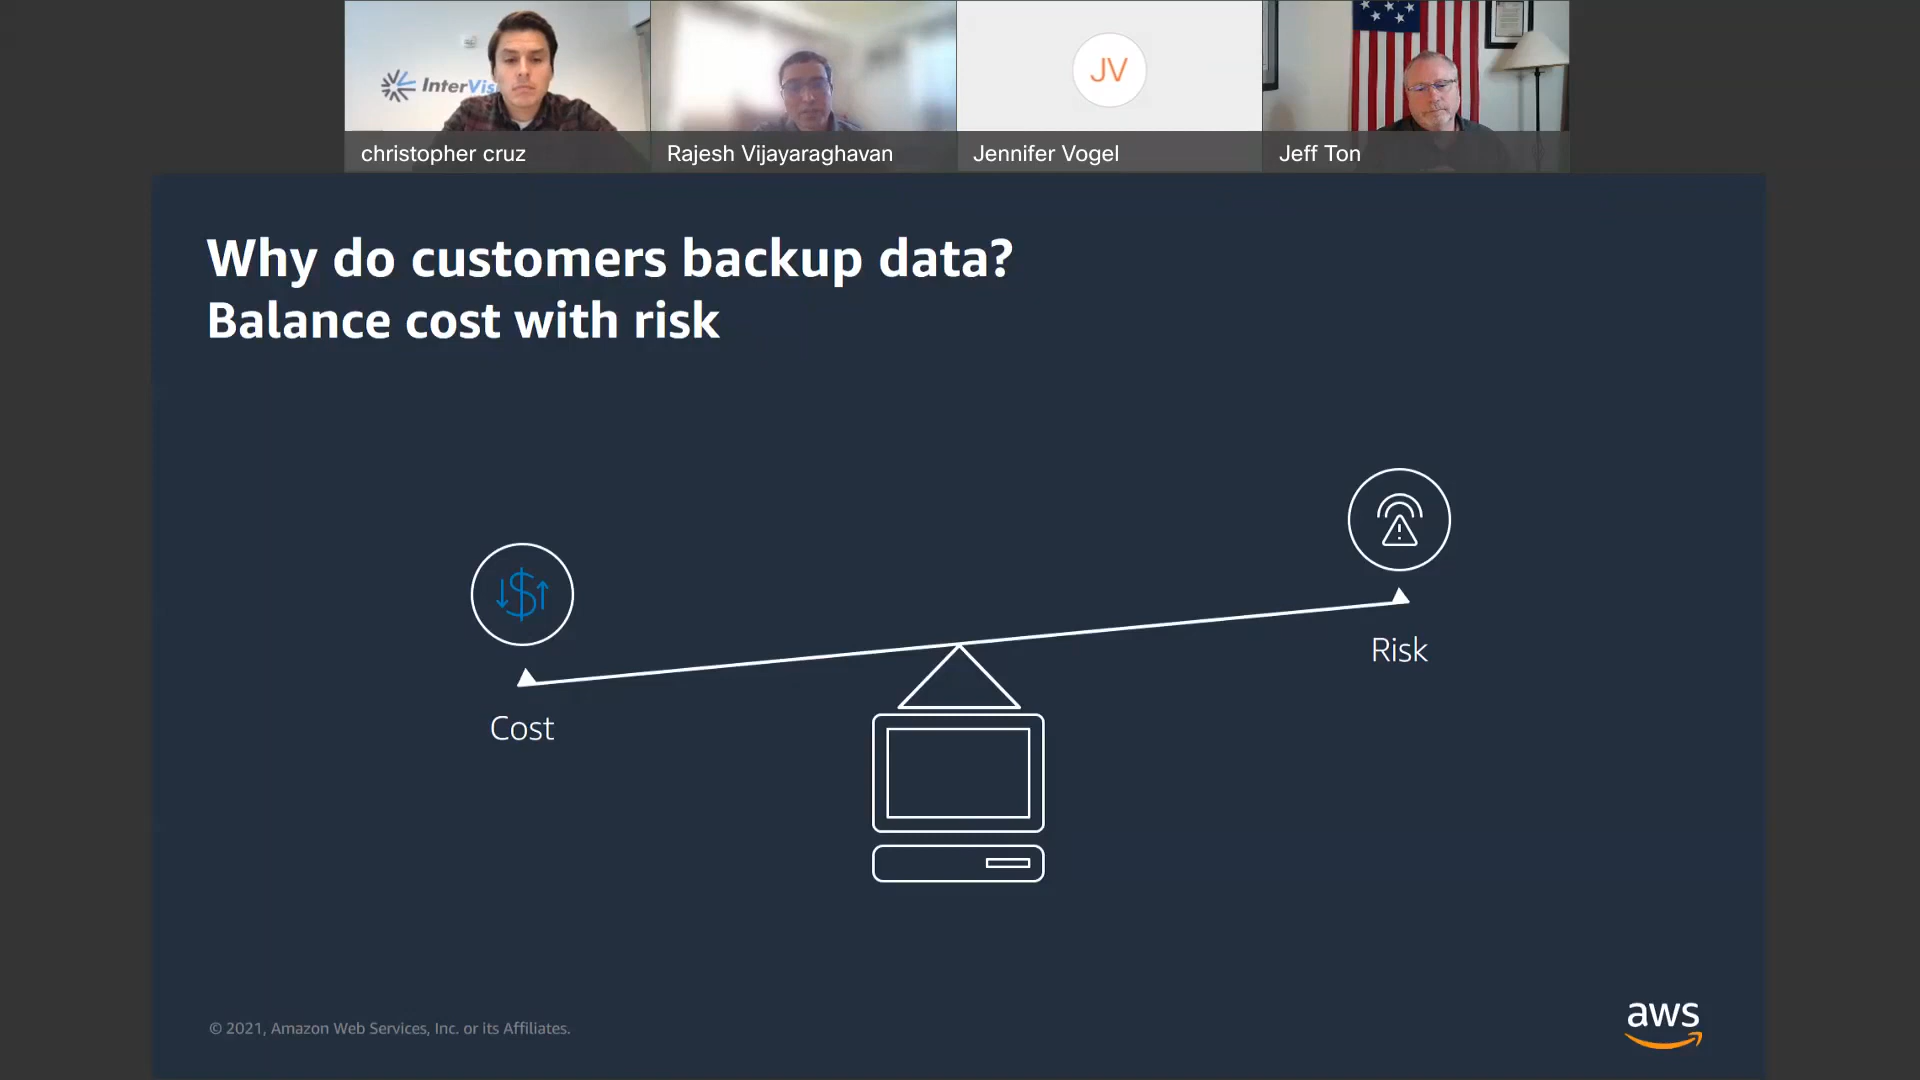 InterVis
JV
christopher cruz
Rajesh Vijayaraghavan
Jennifer Vogel
Jeff Ton
Why do customers backup data?
Balance cost with risk
$
!
Cost
Risk
© 2021, Amazon Web Services, Inc. or its Affiliates.
aws